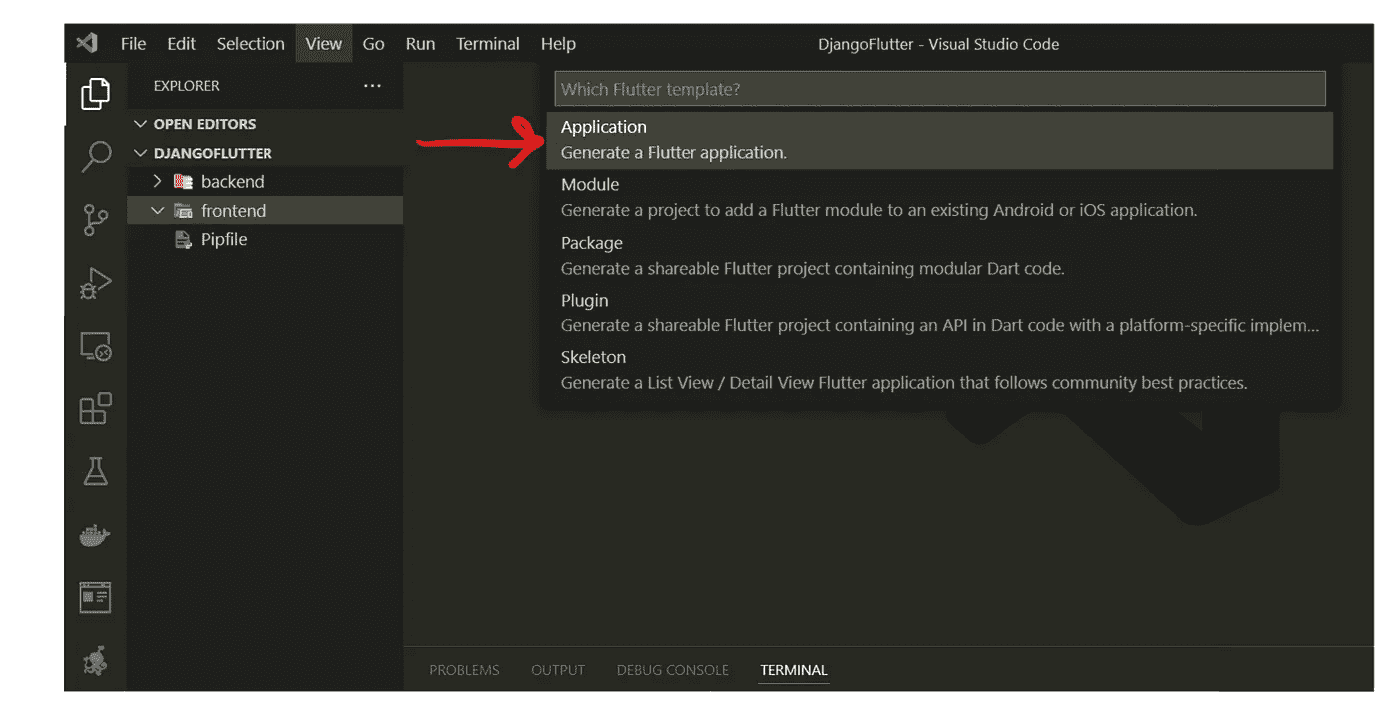 File Edit Selection View Go Run Terminal Help DjangoFlutter - Visual Studio Code
EXPLORER ...
OPEN EDITORS
DJANGOFLUTTER
backend
frontend
Pipfile
Which Flutter template?
Application
Generate a Flutter application.
Module
Generate a project to add a Flutter module to an existing Android or iOS application.
Package
Generate a shareable Flutter project containing modular Dart code.
Plugin
Generate a shareable Flutter project containing an API in Dart code with a platform-specific implem...
Skeleton
Generate a List View / Detail View Flutter application that follows community best practices.
PROBLEMS OUTPUT DEBUG CONSOLE TERMINAL